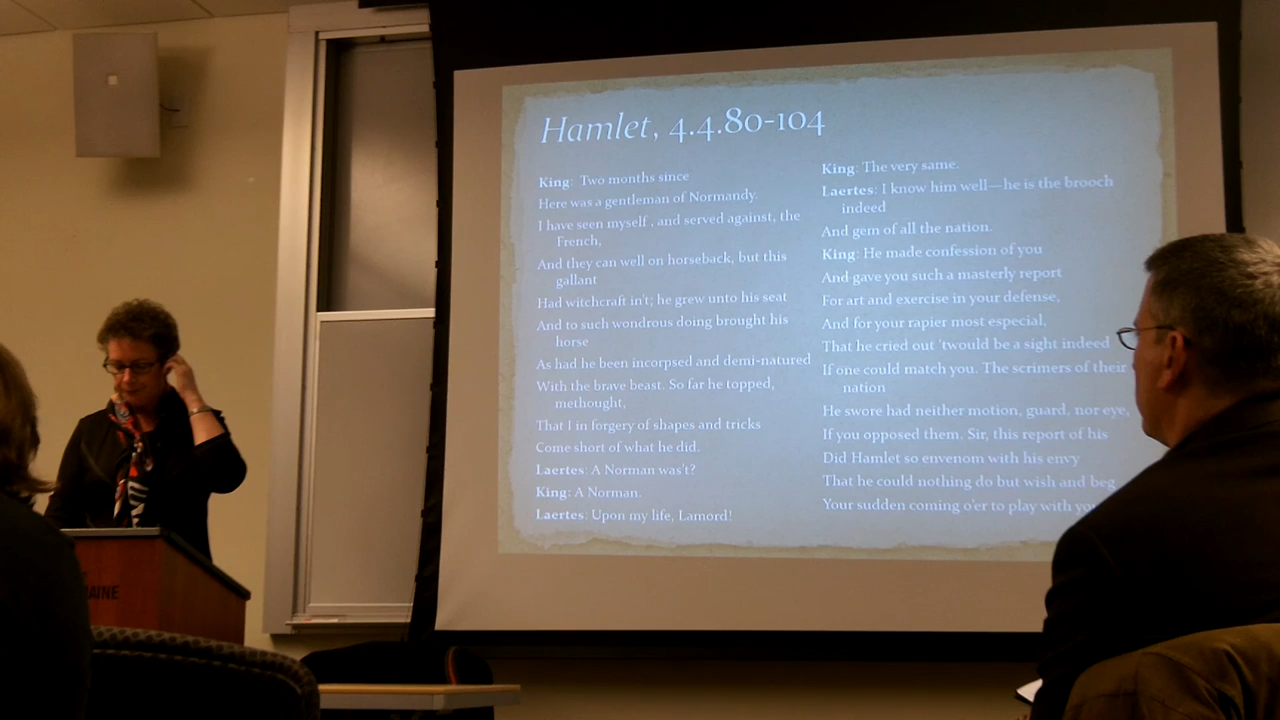 Hamlet, 4.4.80-104
King: Two months since
Here was a gentleman of Normandy.
I have seen myself , and served against, the
French,
And they can well on horseback, but this
gallant
Had witchcraft in't; he grew unto his seat
And to such wondrous doing brought his
horse
As had he been incorpsed and demi-natured
With the brave beast. So far he topped,
methought,
That I in forgery of shapes and tricks
Come short of what he did.
Laertes: A Norman was't?
King: A Norman.
Laertes: Upon my life, Lamord!
King: The very same.
Laertes: I know him well—he is the brooch
indeed
And gem of all the nation.
King: He made confession of you
And gave you such a masterly report
For art and exercise in your defense,
And for your rapier most especial,
That he cried out 'twould be a sight indeed
If one could match you. The scrimers of their
nation
He swore had neither motion, guard, nor eye,
If you opposed them. Sir, this report of his
Did Hamlet so envenom with his envy
That he could nothing do but wish and beg
Your sudden coming o'er to play with
AINE